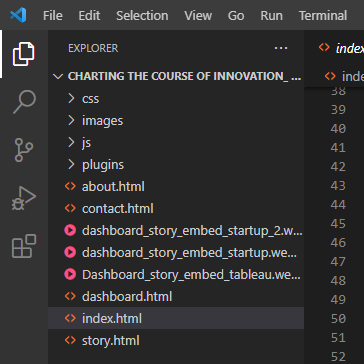 File Edit Selection View Go Run Terminal
EXPLORER ...
CHARTING THE COURSE OF INNOVATION_ ...
css
images
js
plugins
about.html
contact.html
dashboard_story_embed_startup_2.w...
dashboard_story_embed_startup.we...
Dashboard_story_embed_tableau.we...
dashboard.html
index.html
story.html
index
inde
38
39
40
41
42
43
44
45
46
47
48
49
50
51
52